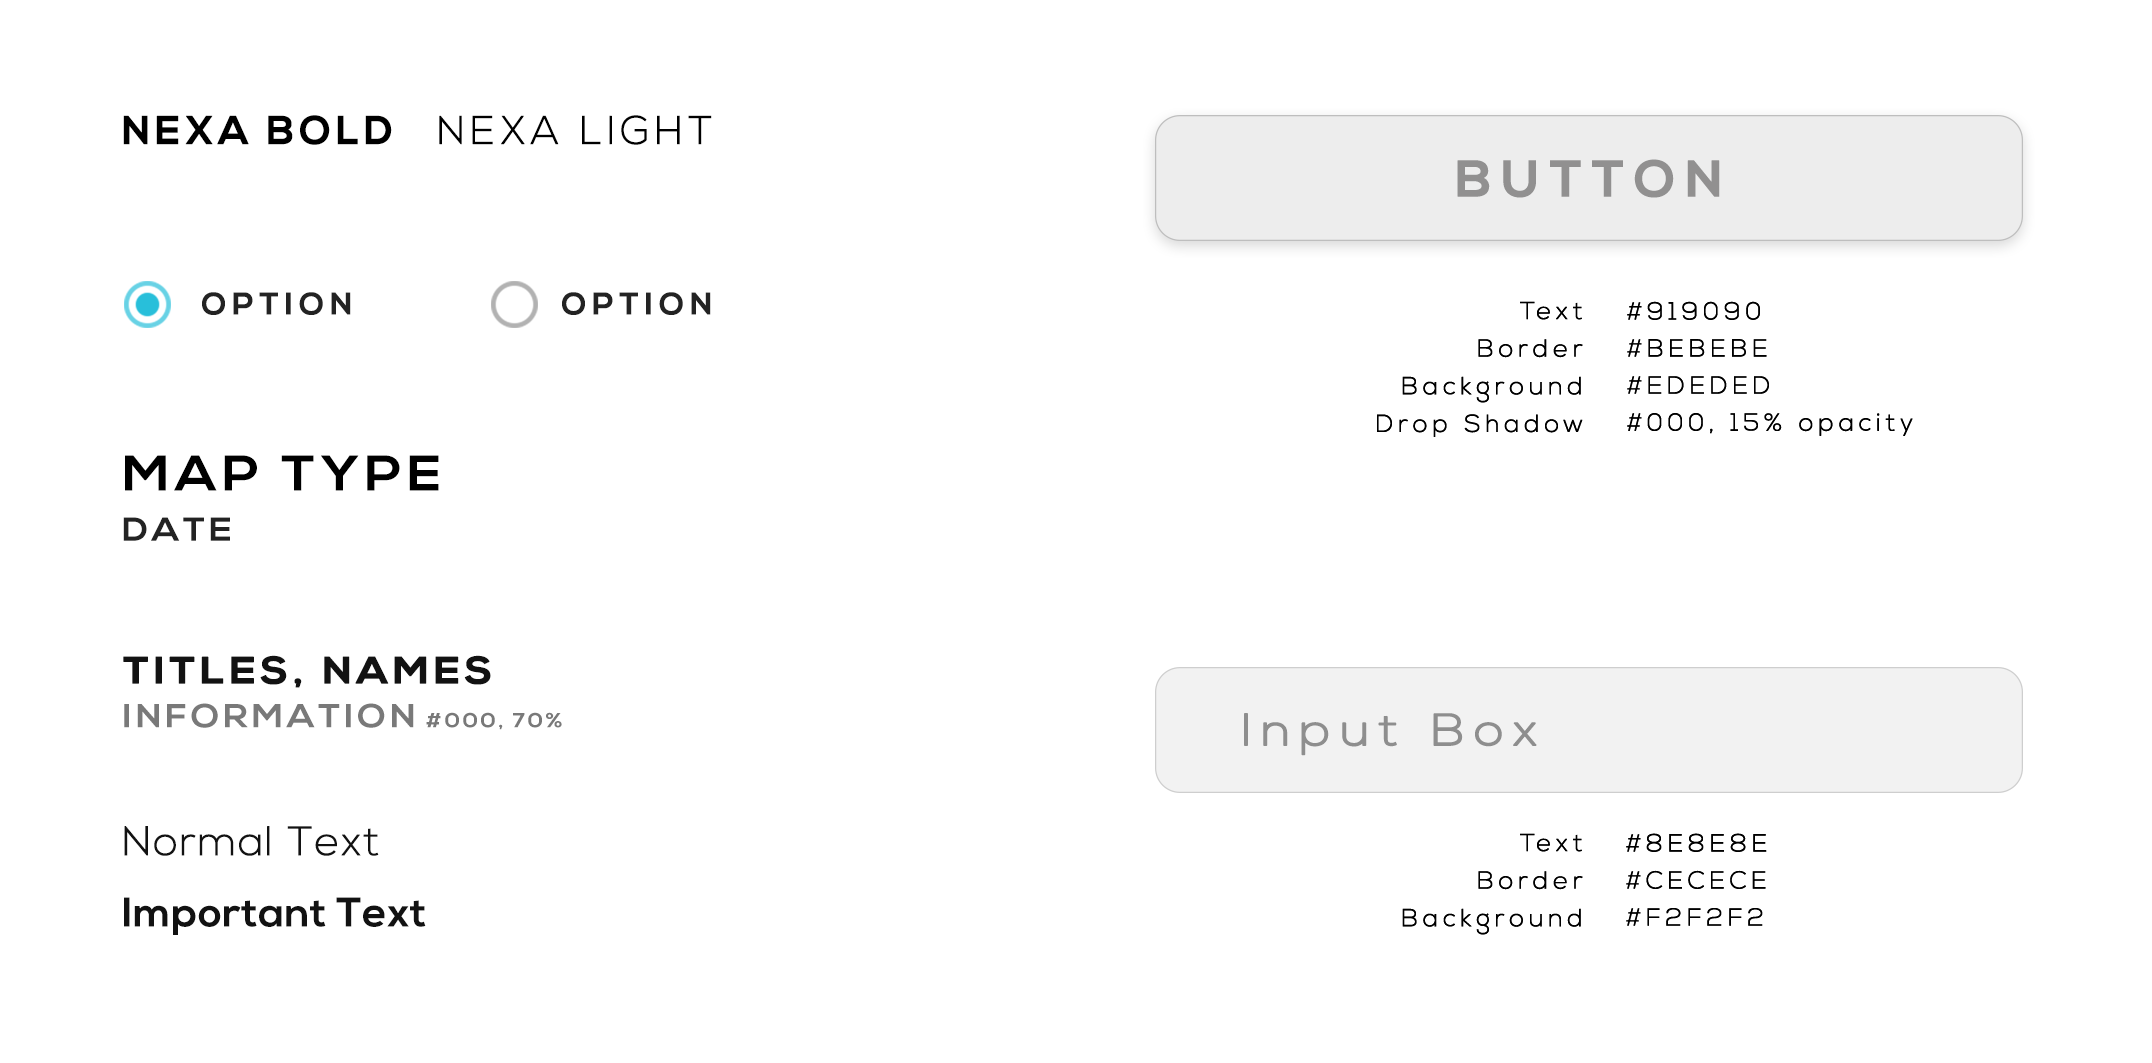 NEXA BOLD NEXA LIGHT
OPTION OPTION
MAP TYPE
DATE
TITLES, NAMES
INFORMATION #000, 70%
Normal Text
Important Text
BUTTON
Text #919090
Border #BEBEBE
Background #EDEDED
Drop Shadow #000, 15% opacity
Input Box
Text #8E8E8E
Border #CECECE
Background #F2F2F2